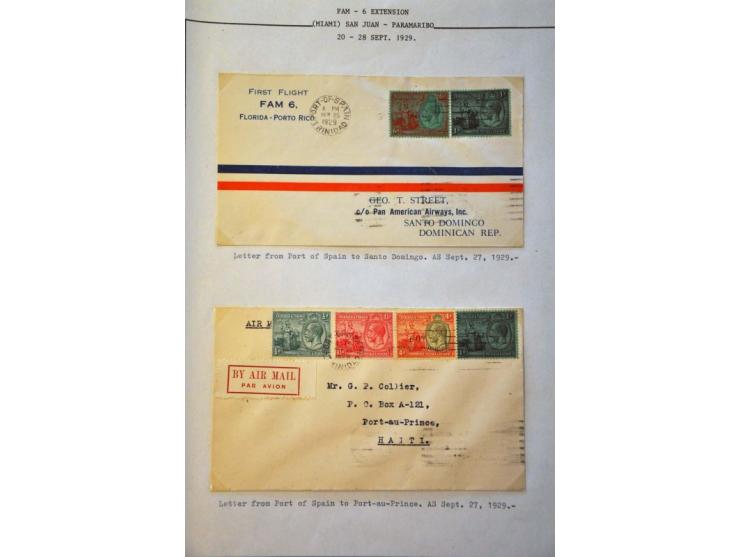 FAM - 6 EXTENSION
(MIAMI) SAN JUAN - PARAMARIBO
20 - 28 SEPT. 1929.
FIRST FLIGHT
FAM 6.
FLORIDA - PORTO RICO
PORT-OF-SPAIN
1929
TRINIDAD
GEO. T. STREET,
c/o Pan American Airways, Inc.
SANTO DOMINGO
DOMINICAN REP.
Letter from Port of Spain to Santo Domingo. AS Sept. 27, 1929.-
AIR
BY AIR MAIL
PAR AVION
Mr. G. P. Collier,
P. O. Box A-121,
Port-au-Prince,
HAITI.
Letter from Port of Spain to Port-au-Prince. AS Sept. 27, 1929.-